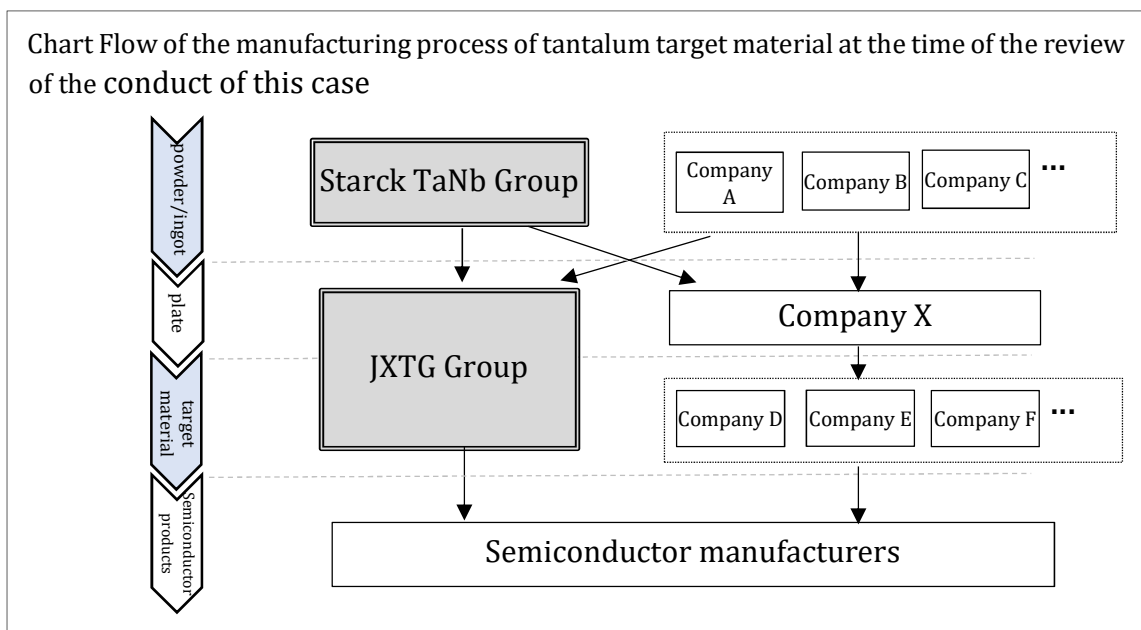 Chart Flow of the manufacturing process of tantalum target material at the time of the review
of the conduct of this case
powder/ingot
Starck TaNb Group
Company
A
Company B
Company C
...
plate
JXTG Group
Company X
target
material
Company D
Company E
Company F
...
Semiconductor
products
Semiconductor manufacturers